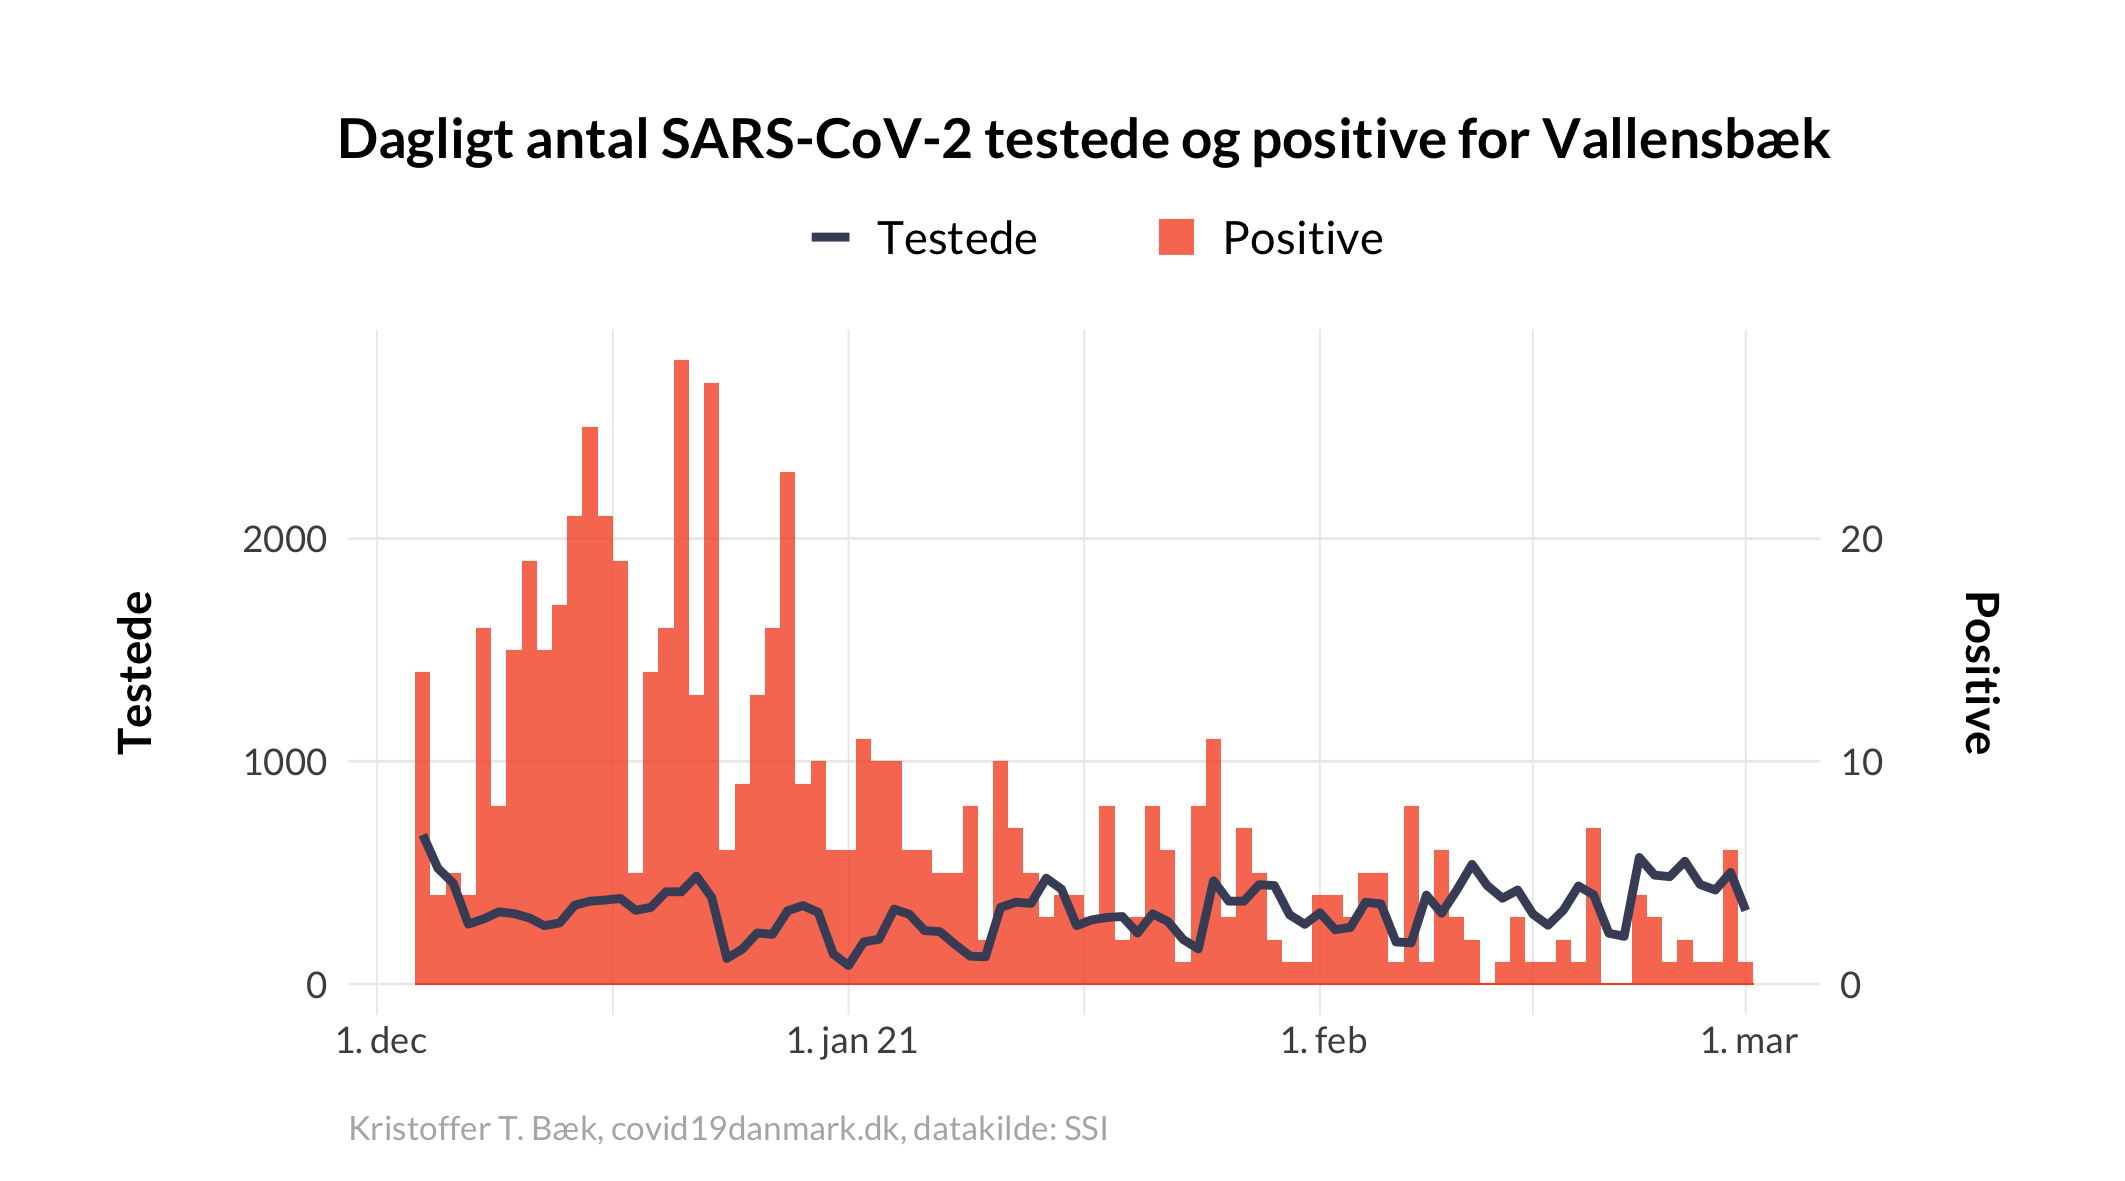 Dagligt antal SARS-CoV-2 testede og positive for Vallensbæk
Testede
Positive
Testede
2000
1000
0
20
10
0
Positive
1. dec
1. jan 21
1. feb
1. mar
Kristoffer T. Bæk, covid19danmark.dk, datakilde: SSI